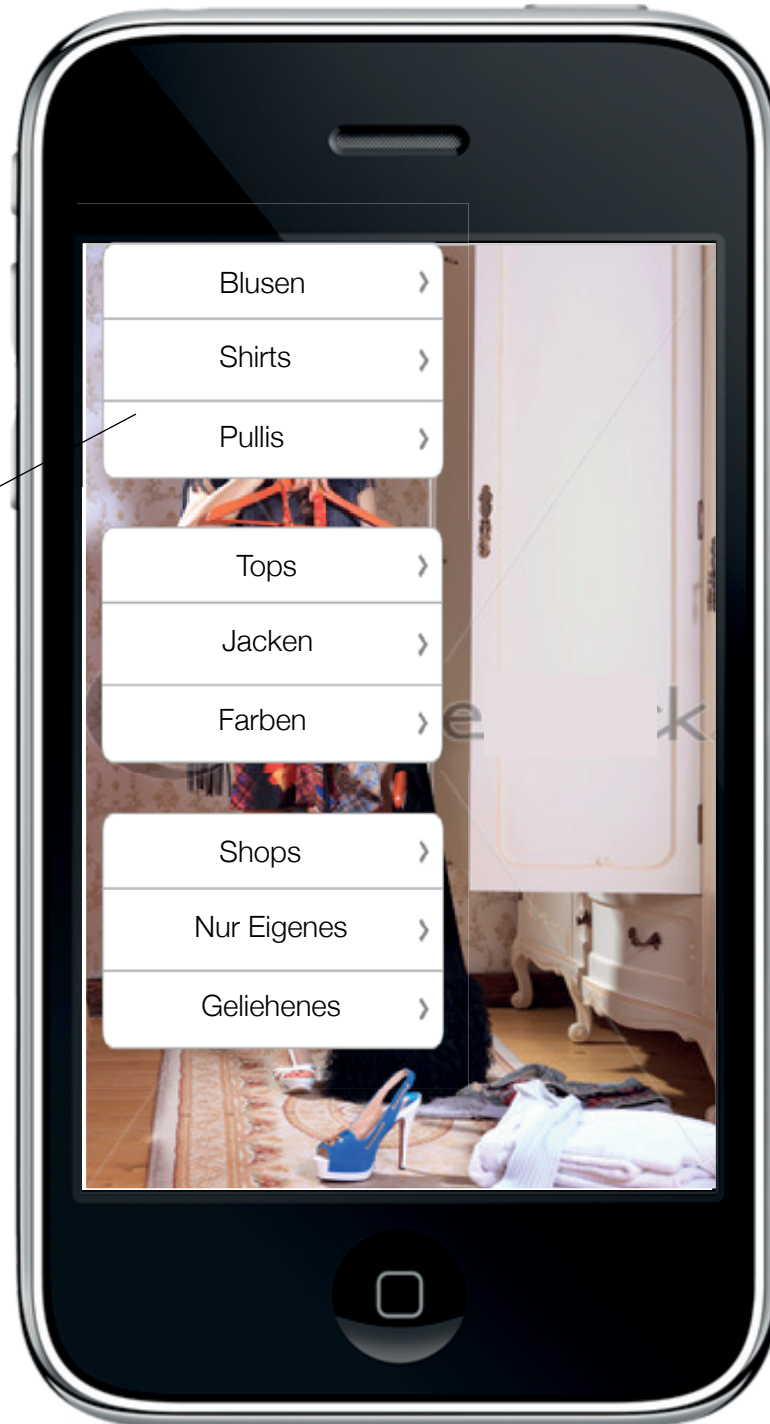 Blusen
Shirts
Pullis
Tops
Jacken
Farben
Shops
Nur Eigenes
Geliehenes